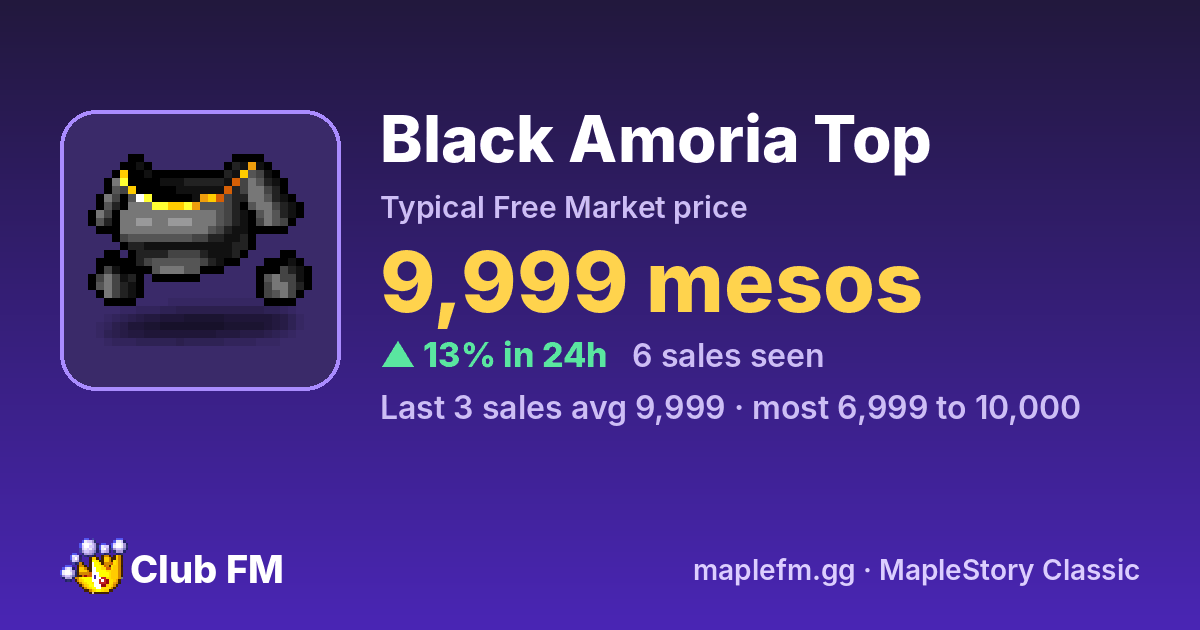 Black Amoria Top
Typical Free Market price
9,999 mesos
▲ 13% in 24h 6 sales seen
Last 3 sales avg 9,999 · most 6,999 to 10,000
Club FM
maplefm.gg · MapleStory Classic